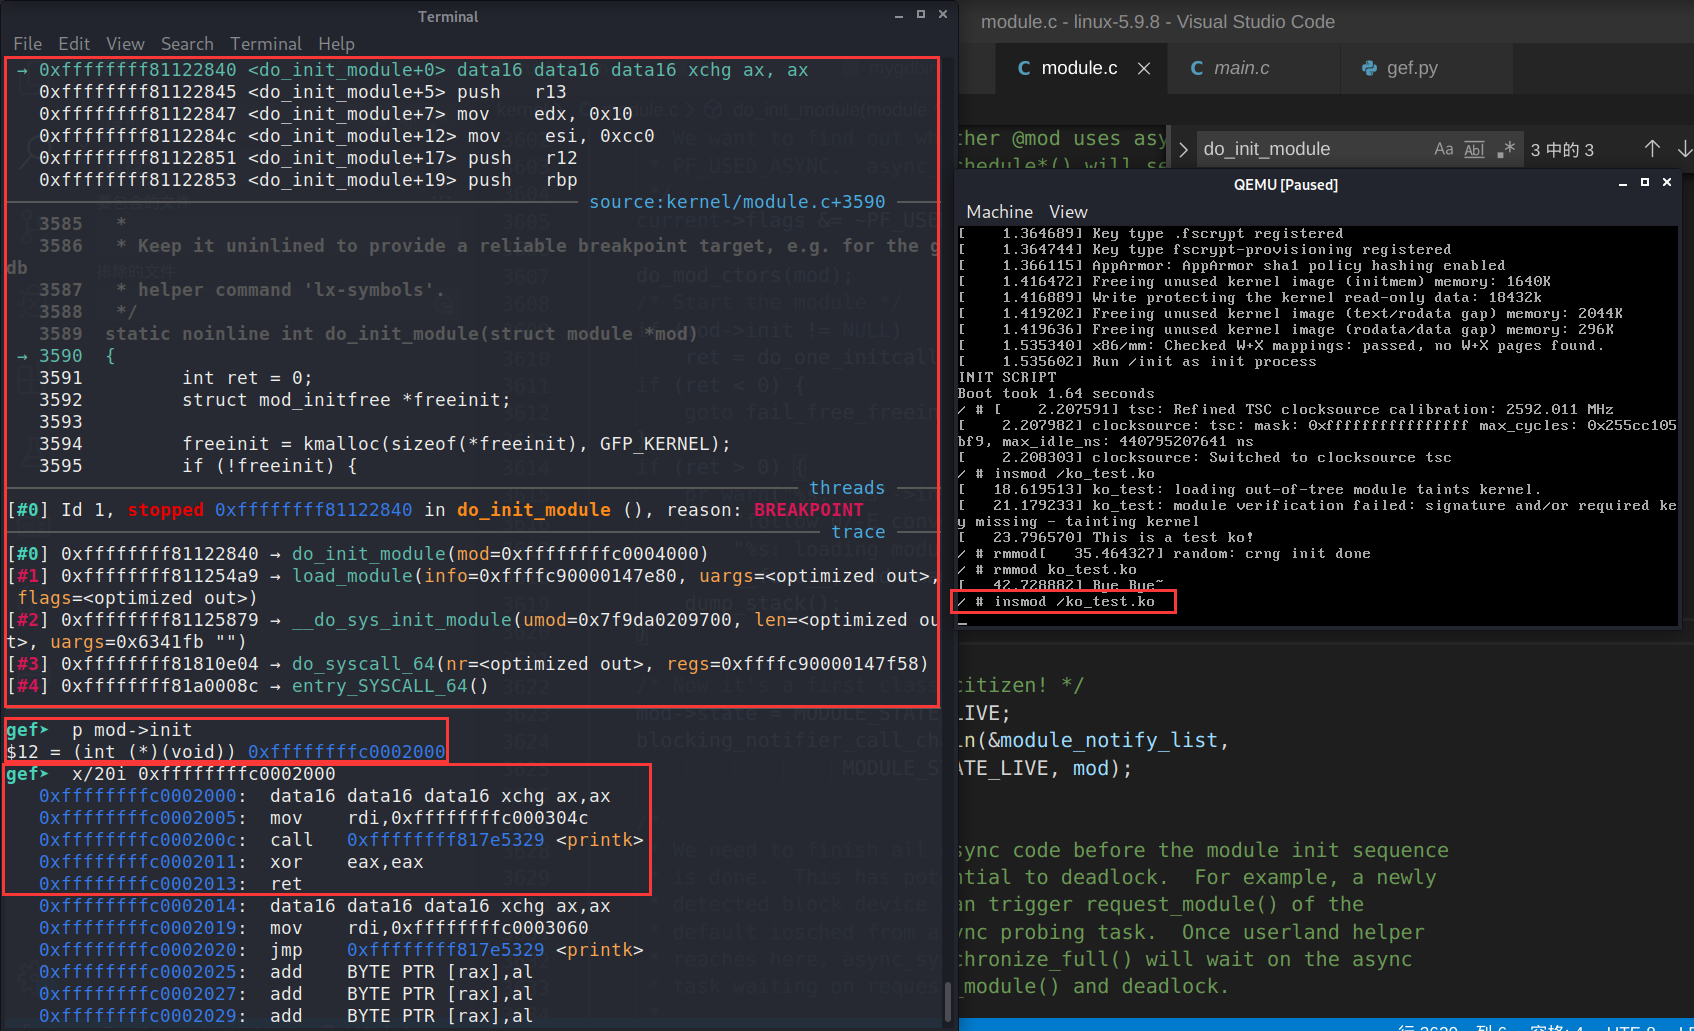 Terminal
File Edit View Search Terminal Help
→ 0xffffffff81122840 <do_init_module+0> data16 data16 data16 xchg ax, ax
0xffffffff81122845 <do_init_module+5> push   r13
0xffffffff81122847 <do_init_module+7> mov    edx, 0x10
0xffffffff8112284c <do_init_module+12> mov    esi, 0xcc0
0xffffffff81122851 <do_init_module+17> push   r12
0xffffffff81122853 <do_init_module+19> push   rbp
source:kernel/module.c+3590
3585   *
3586   * Keep it uninlined to provide a reliable breakpoint target, e.g. for the g
db
3587   * helper command 'lx-symbols'.
3588   */
3589  static noinline int do_init_module(struct module *mod)
→ 3590  {
3591         int ret = 0;
3592         struct mod_initfree *freeinit;
3593
3594         freeinit = kmalloc(sizeof(*freeinit), GFP_KERNEL);
3595         if (!freeinit) {
threads
[#0] Id 1, stopped 0xffffffff81122840 in do_init_module (), reason: BREAKPOINT
trace
[#0] 0xffffffff81122840 → do_init_module(mod=0xffffffffc0004000)
[#1] 0xffffffff811254a9 → load_module(info=0xffffc90000147e80, uargs=<optimized out>,
flags=<optimized out>)
[#2] 0xffffffff81125879 → __do_sys_init_module(umod=0x7f9da0209700, len=<optimized ou
t>, uargs=0x6341fb "")
[#3] 0xffffffff81810e04 → do_syscall_64(nr=<optimized out>, regs=0xffffc90000147f58)
[#4] 0xffffffff81a0008c → entry_SYSCALL_64()
gef➤  p mod->init
$12 = (int (*)(void)) 0xffffffffc0002000
gef➤  x/20i 0xffffffffc0002000
0xffffffffc0002000:  data16 data16 data16 xchg ax,ax
0xffffffffc0002005:  mov    rdi,0xffffffffc000304c
0xffffffffc000200c:  call   0xffffffff817e5329 <printk>
0xffffffffc0002011:  xor    eax,eax
0xffffffffc0002013:  ret
0xffffffffc0002014:  data16 data16 data16 xchg ax,ax
0xffffffffc0002019:  mov    rdi,0xffffffffc0003060
0xffffffffc0002020:  jmp    0xffffffff817e5329 <printk>
0xffffffffc0002025:  add    BYTE PTR [rax],al
0xffffffffc0002027:  add    BYTE PTR [rax],al
0xffffffffc0002029:  add    BYTE PTR [rax],al
module.c - linux-5.9.8 - Visual Studio Code
C module.c
C main.c
gef.py
ther @mod uses asy
chedule*() will se
do_init_module
Aa Abl .*
3 中的 3
QEMU [Paused]
Machine View
[    1.364689] Key type .fscrypt registered
[    1.364744] Key type fscrypt-provisioning registered
[    1.366115] AppArmor: AppArmor sha1 policy hashing enabled
[    1.416472] Freeing unused kernel image (initmem) memory: 1640K
[    1.416889] Write protecting the kernel read-only data: 18432k
[    1.419202] Freeing unused kernel image (text/rodata gap) memory: 2044K
[    1.419636] Freeing unused kernel image (rodata/data gap) memory: 296K
[    1.535340] x86/mm: Checked W+X mappings: passed, no W+X pages found.
[    1.535602] Run /init as init process
INIT SCRIPT
Boot took 1.64 seconds
/ # [    2.207591] tsc: Refined TSC clocksource calibration: 2592.011 MHz
[    2.207982] clocksource: tsc: mask: 0xffffffffffffffff max_cycles: 0x255cc105
bf9, max_idle_ns: 440795207641 ns
[    2.208303] clocksource: Switched to clocksource tsc
/ # insmod /ko_test.ko
[   18.619513] ko_test: loading out-of-tree module taints kernel.
[   21.179233] ko_test: module verification failed: signature and/or required ke
y missing - tainting kernel
[   23.796570] This is a test ko!
/ # rmmod[   35.464327] random: crng init done
/ # rmmod ko_test.ko
[   42.728882] Bye Bye~
/ # insmod /ko_test.ko
citizen! */
LIVE;
in(&module_notify_list,
ATE_LIVE, mod);
sync code before the module init sequence
ntial to deadlock.  For example, a newly
an trigger request_module() of the
ync probing task.  Once userland helper
chronize_full() will wait on the async
_module() and deadlock.